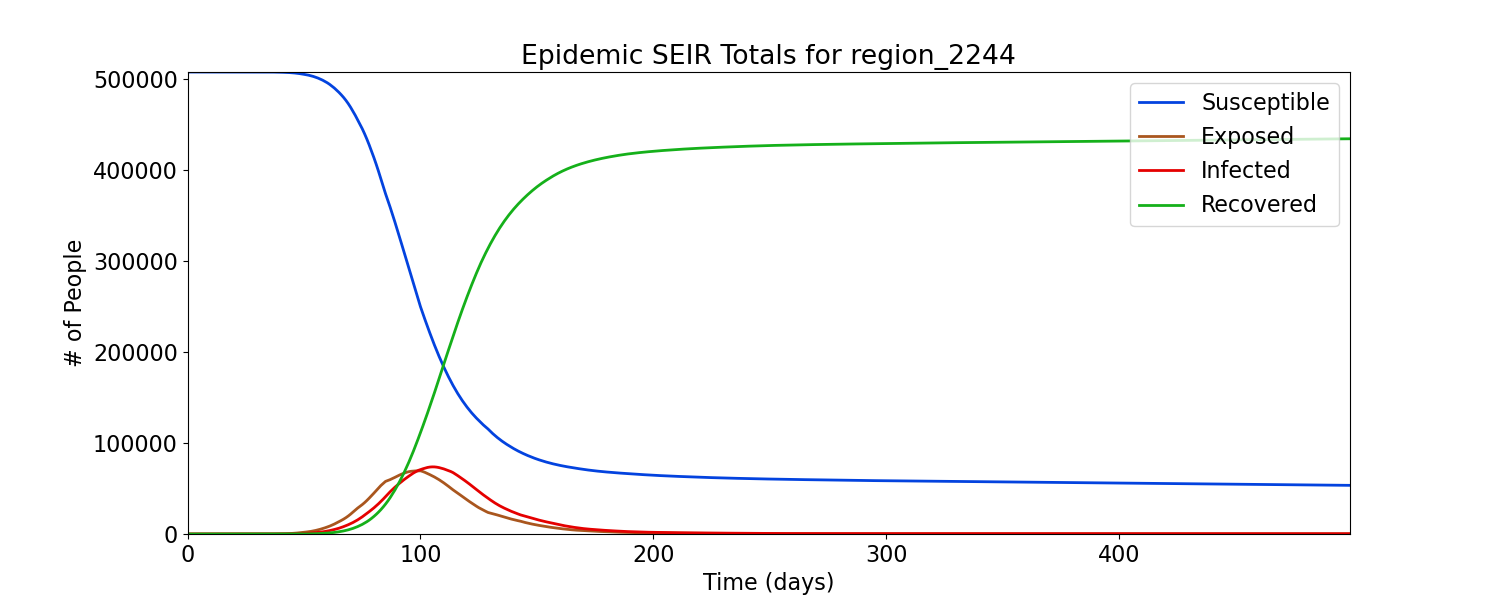 Epidemic SEIR Totals for region_2244
# of People
500000
400000
300000
200000
100000
0
Susceptible
Exposed
Infected
Recovered
0 100 200 300 400
Time (days)